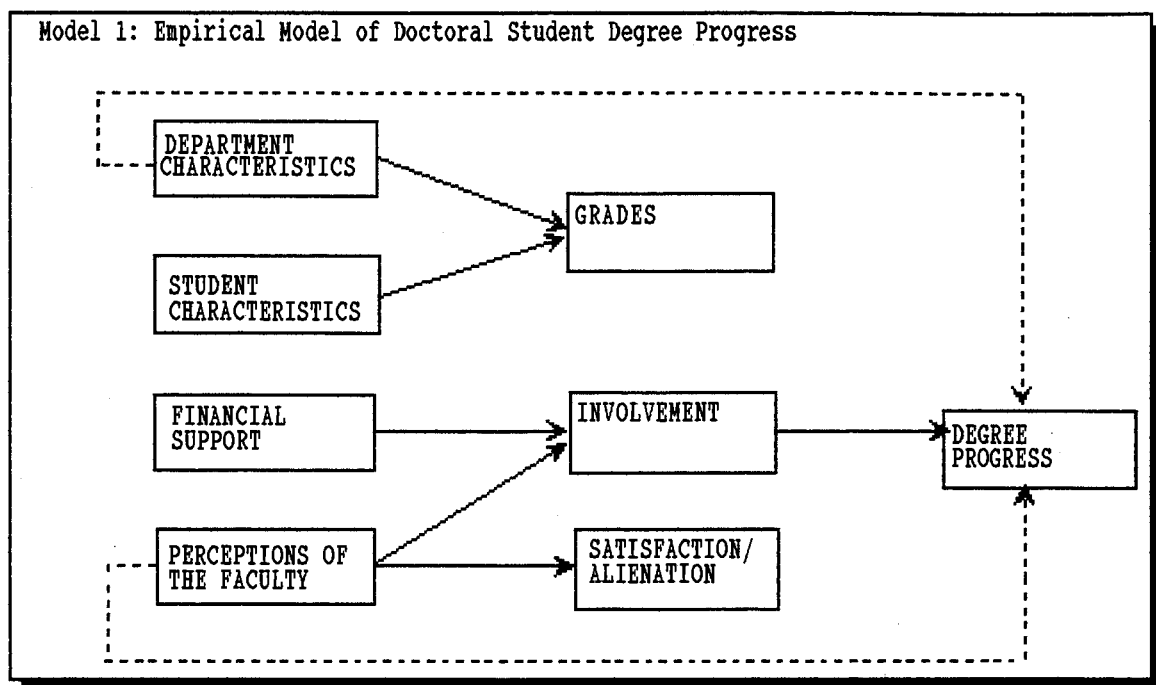 Model 1: Empirical Model of Doctoral Student Degree Progress
DEPARTMENT
CHARACTERISTICS
GRADES
STUDENT
CHARACTERISTICS
FINANCIAL
SUPPORT
INVOLVEMENT
DEGREE
PROGRESS
PERCEPTIONS OF
THE FACULTY
SATISFACTION/
ALIENATION